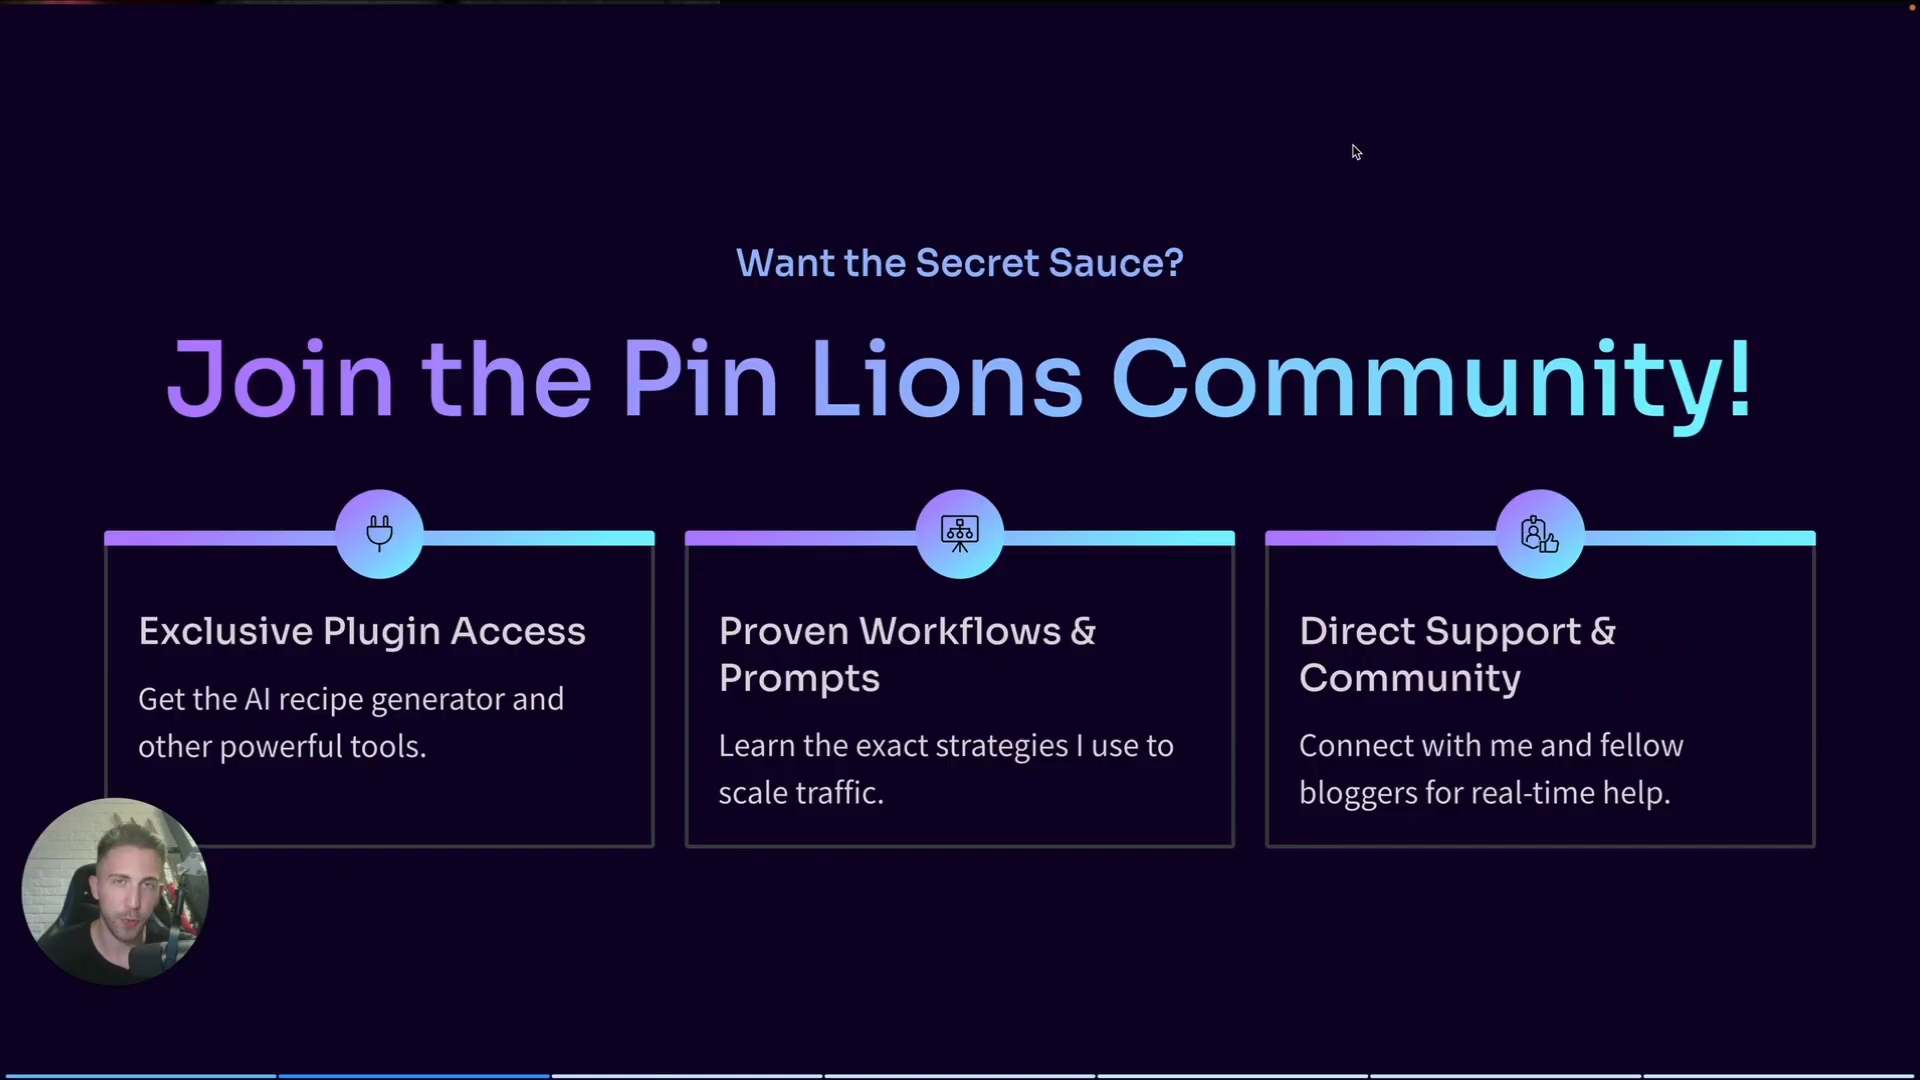 Want the Secret Sauce?
Join the Pin Lions Community!
Exclusive Plugin Access
Get the AI recipe generator and
other powerful tools.
Proven Workflows &
Prompts
Learn the exact strategies I use to
scale traffic.
Direct Support &
Community
Connect with me and fellow
bloggers for real-time help.